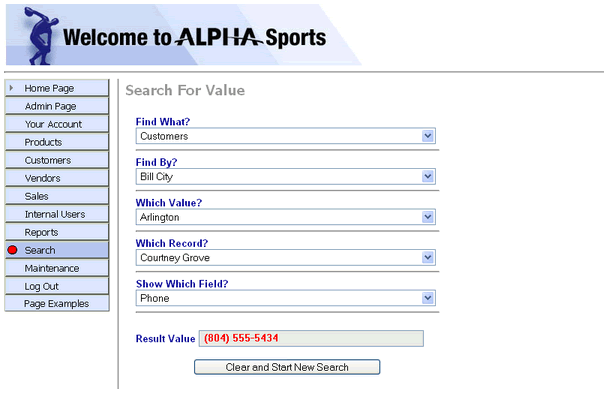 Welcome to ALPHA Sports
Home Page
Admin Page
Your Account
Products
Customers
Vendors
Sales
Internal Users
Reports
Search
Maintenance
Log Out
Page Examples
Search For Value
Find What?
Customers
Find By?
Bill City
Which Value?
Arlington
Which Record?
Courtney Grove
Show Which Field?
Phone
Result Value (804) 555-5434
Clear and Start New Search